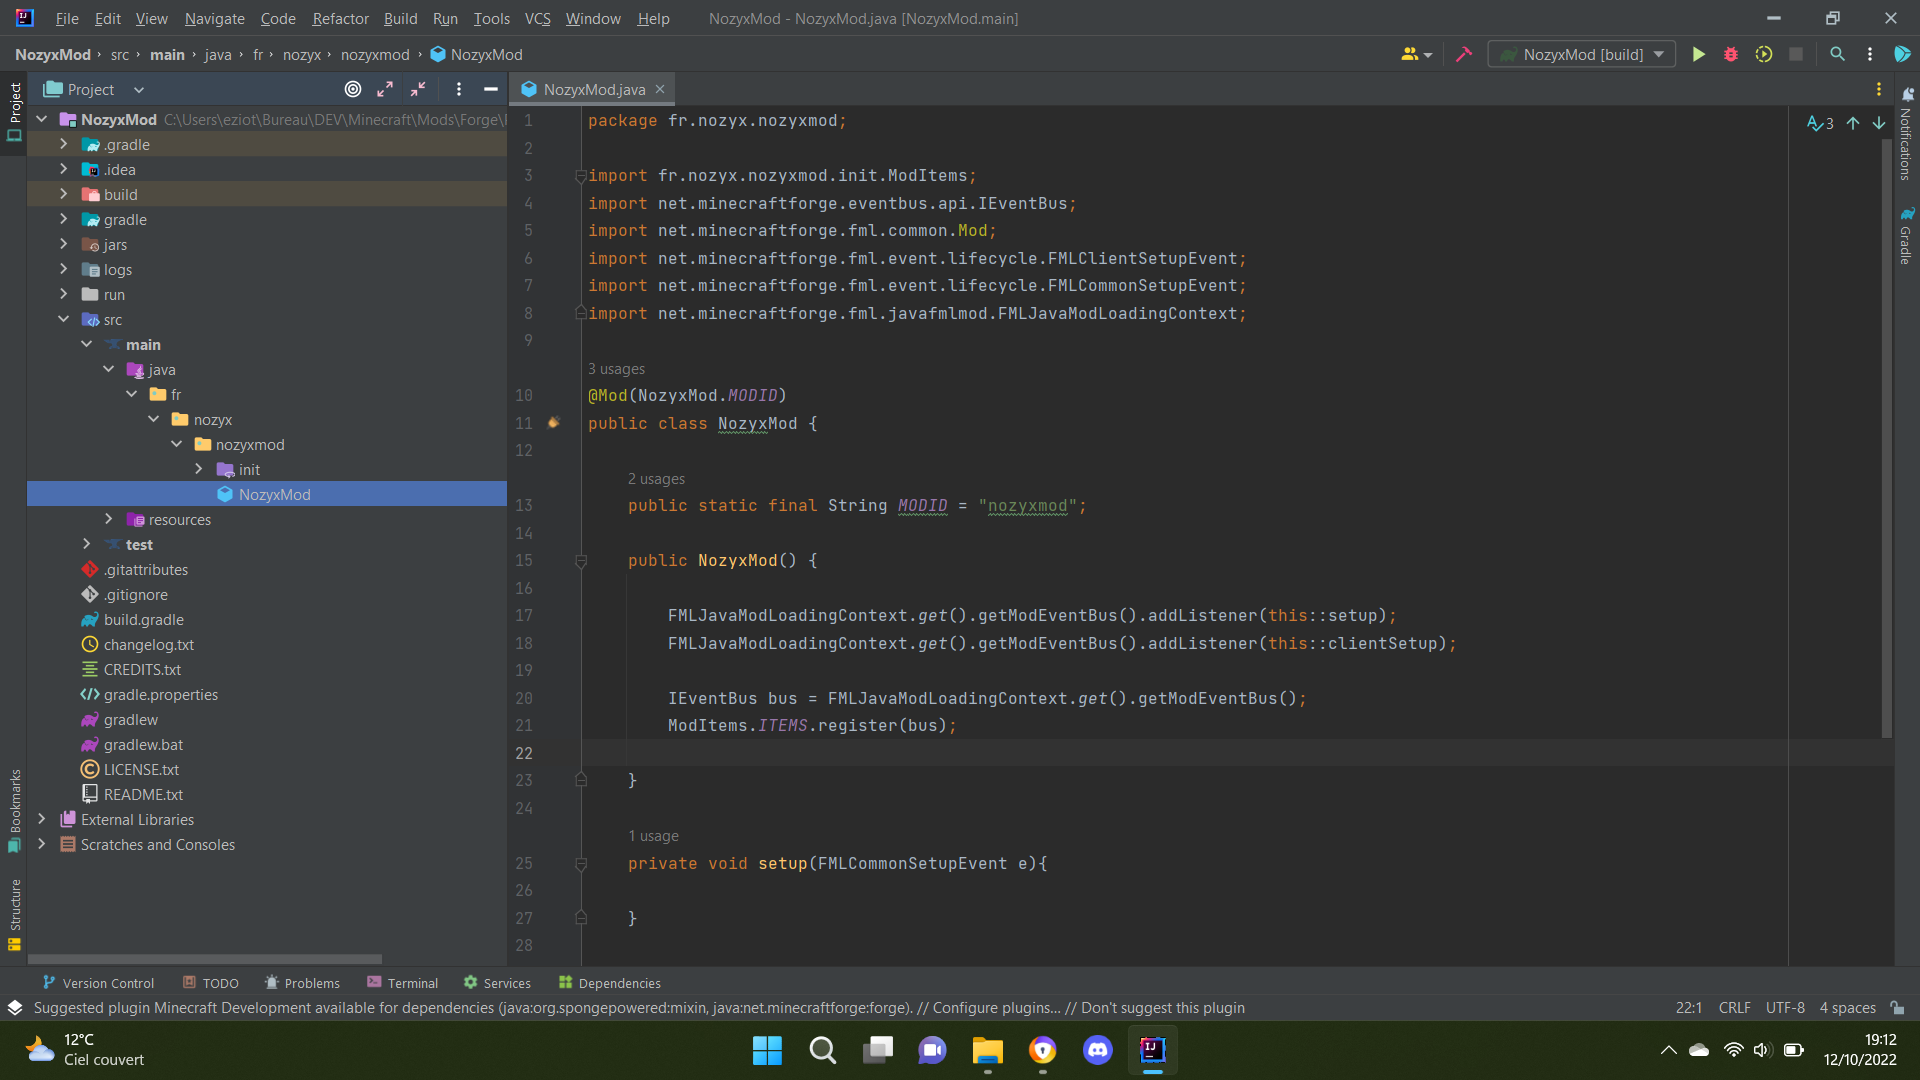 File Edit View Navigate Code Refactor Build Run Tools VCS Window Help NozyxMod - NozyxMod.java [NozyxMod.main]
NozyxMod › src › main › java › fr › nozyx › nozyxmod › NozyxMod NozyxMod [build]
Project
NozyxMod.java
Project
NozyxMod C:\Users\eziot\Bureau\DEV\Minecraft\Mods\Forge\
.gradle
.idea
build
gradle
jars
logs
run
src
main
java
fr
nozyx
nozyxmod
init
NozyxMod
resources
test
.gitattributes
.gitignore
build.gradle
changelog.txt
CREDITS.txt
gradle.properties
gradlew
gradlew.bat
LICENSE.txt
README.txt
External Libraries
Scratches and Consoles
Bookmarks
Structure
1 package fr.nozyx.nozyxmod;
2
3 import fr.nozyx.nozyxmod.init.ModItems;
4 import net.minecraftforge.eventbus.api.IEventBus;
5 import net.minecraftforge.fml.common.Mod;
6 import net.minecraftforge.fml.event.lifecycle.FMLClientSetupEvent;
7 import net.minecraftforge.fml.event.lifecycle.FMLCommonSetupEvent;
8 import net.minecraftforge.fml.javafmlmod.FMLJavaModLoadingContext;
9
3 usages
10 @Mod(NozyxMod.MODID)
11 public class NozyxMod {
12
2 usages
13 public static final String MODID = "nozyxmod";
14
15 public NozyxMod() {
16
17 FMLJavaModLoadingContext.get().getModEventBus().addListener(this::setup);
18 FMLJavaModLoadingContext.get().getModEventBus().addListener(this::clientSetup);
19
20 IEventBus bus = FMLJavaModLoadingContext.get().getModEventBus();
21 ModItems.ITEMS.register(bus);
22
23 }
24
1 usage
25 private void setup(FMLCommonSetupEvent e){
26
27 }
28
3
Notifications
Gradle
Version Control TODO Problems Terminal Services Dependencies
Suggested plugin Minecraft Development available for dependencies (java:org.spongepowered:mixin, java:net.minecraftforge:forge). // Configure plugins... // Don't suggest this plugin 22:1 CRLF UTF-8 4 spaces
12°C
Ciel couvert
IJ
19:12
12/10/2022